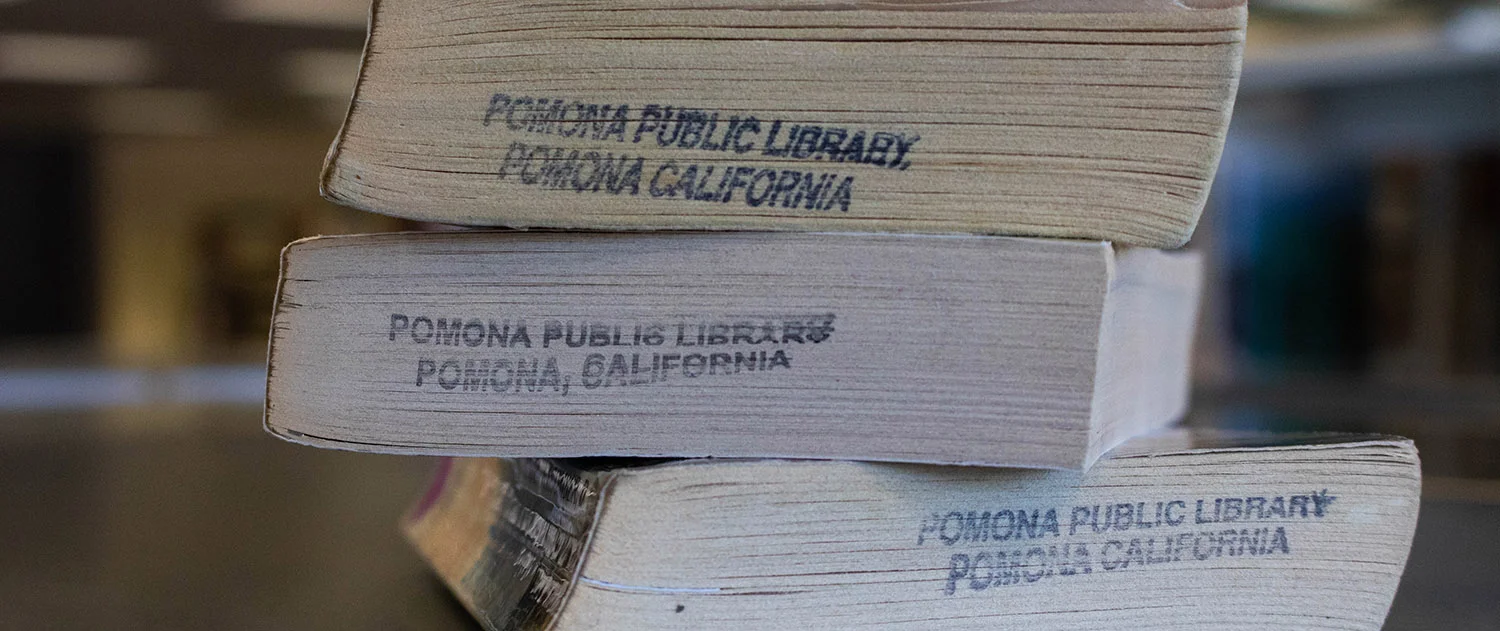 POMONA PUBLIC LIBRARY,
POMONA CALIFORNIA
POMONA PUBLIC LIBRARY
POMONA, CALIFORNIA
POMONA PUBLIC LIBRARY
POMONA CALIFORNIA